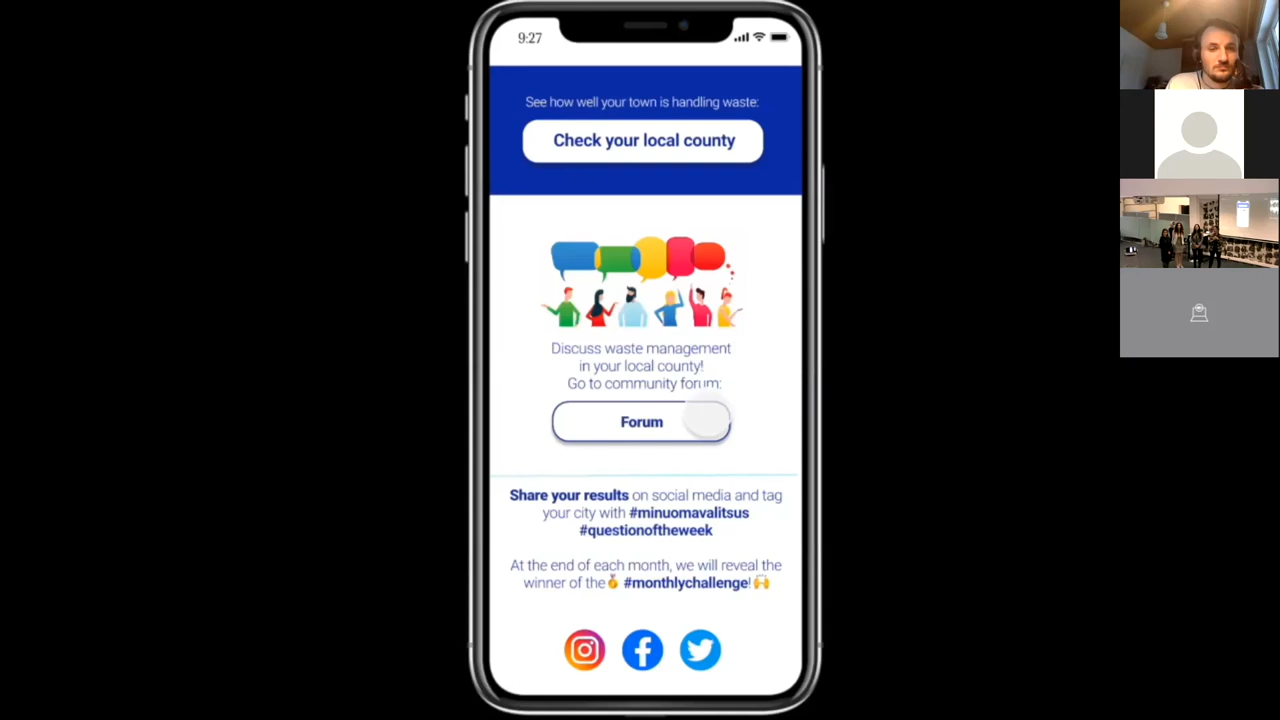 9:27
See how well your town is handling waste:
Check your local county
Discuss waste management
in your local county!
Go to community forum:
Forum
Share your results on social media and tag
your city with #minuomavalitsus
#questionoftheweek
At the end of each month, we will reveal the
winner of the🏅 #monthlychallenge!🙌